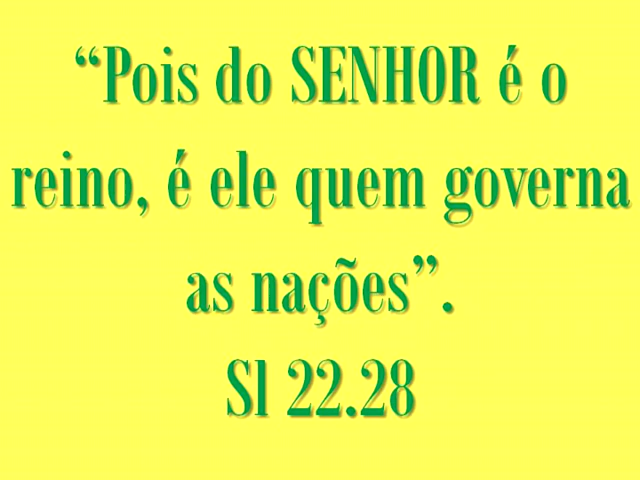 “Pois do SENHOR é o
reino, é ele quem governa
as nações”.
Sl 22.28